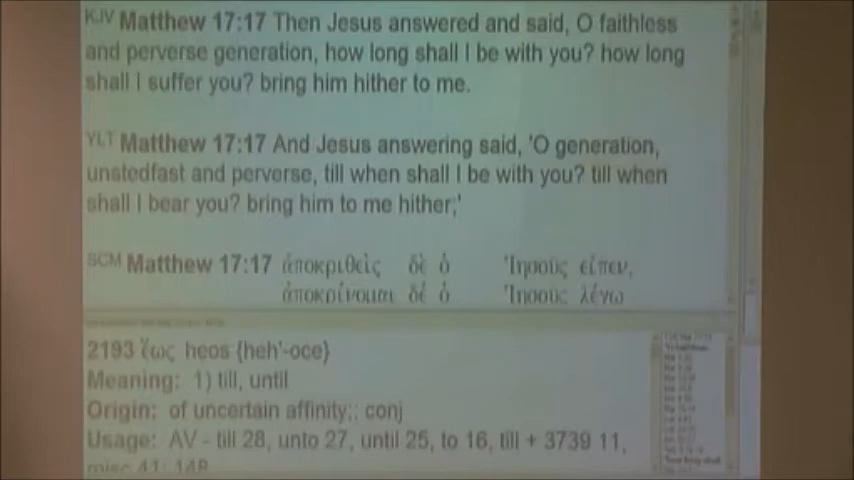 KJV Matthew 17:17 Then Jesus answered and said, O faithless
and perverse generation, how long shall I be with you? how long
shall I suffer you? bring him hither to me.
YLT Matthew 17:17 And Jesus answering said, 'O generation,
unstedfast and perverse, till when shall I be with you? till when
shall I bear you? bring him to me hither;'
SCM Matthew 17:17 ἀποκριθεὶς δὲ ὁ Ἰησοῦς εἶπεν,
ἀποκρίνομαι δέ ὁ Ἰησοῦς λέγω
2193 ἕως heos {heh'-oce}
Meaning: 1) till, until
Origin: of uncertain affinity;; conj
Usage: AV - till 28, unto 27, until 25, to 16, till + 3739 11,
misc 41; 148